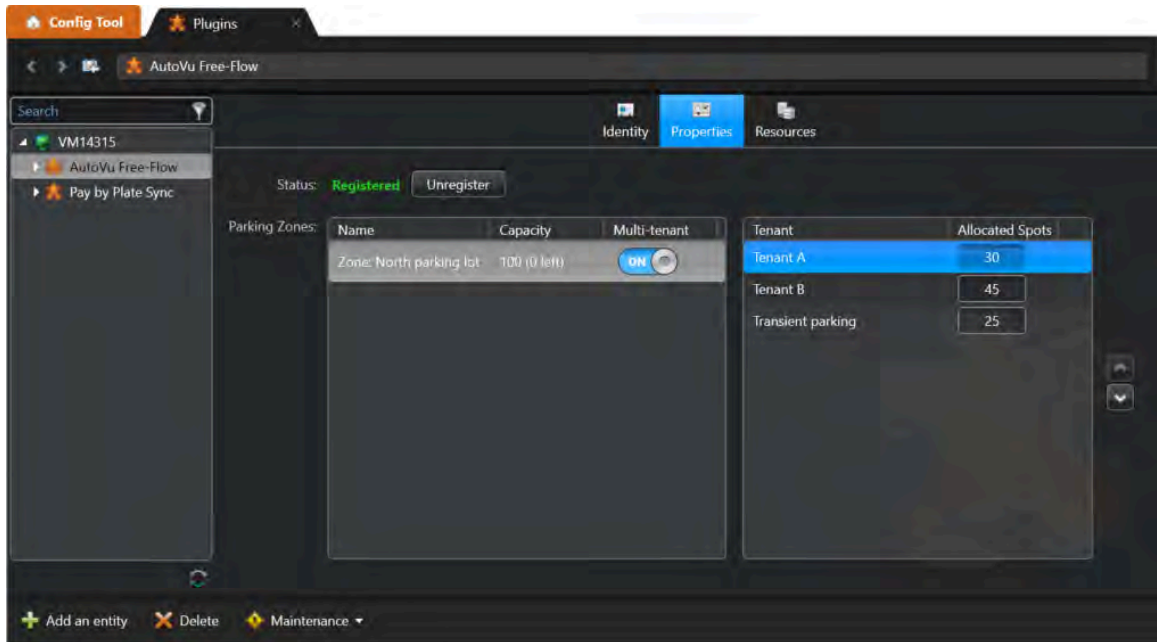 Config Tool
Plugins
AutoVu Free-Flow
Search
VM14315
AutoVu Free-Flow
Pay by Plate Sync
Identity
Properties
Resources
Status: Registered Unregister
Parking Zones:
Name Capacity Multi-tenant
Zone: North parking lot 100 (0 left) ON
Tenant Allocated Spots
Tenant A 30
Tenant B 45
Transient parking 25
Add an entity Delete Maintenance